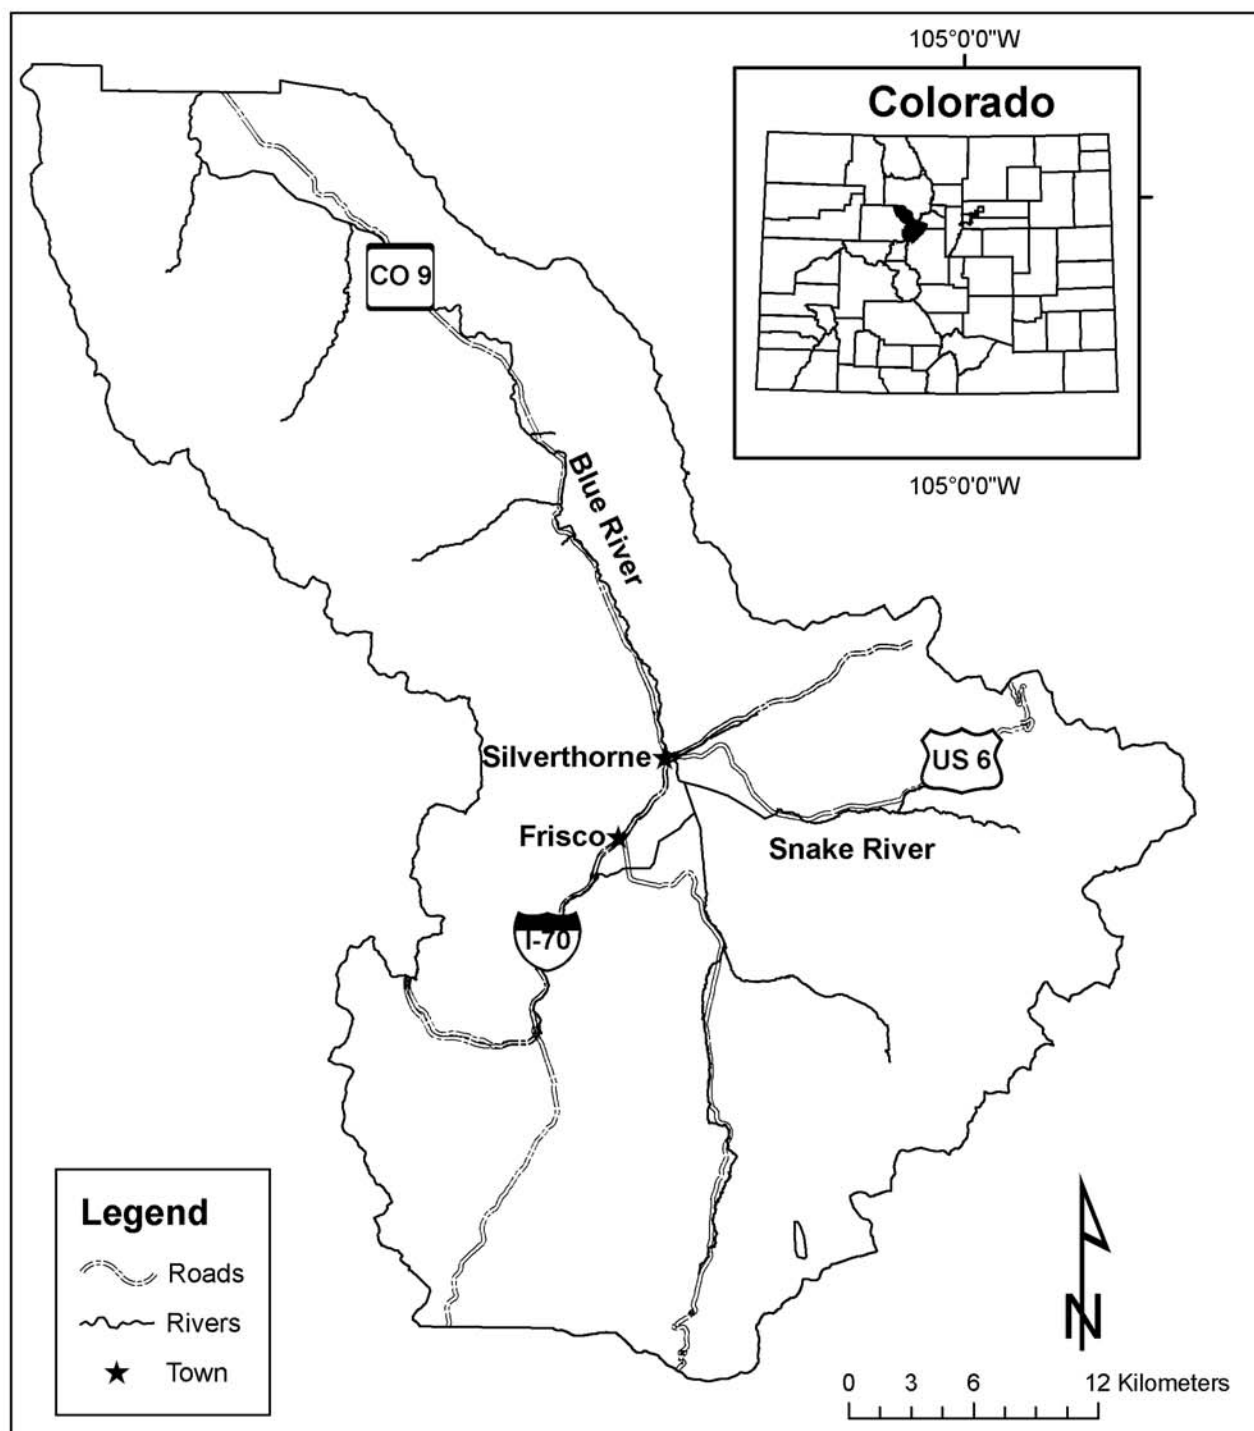 105°0'0"W
Colorado
105°0'0"W
CO 9
Blue River
Silverthorne
US 6
Frisco
Snake River
I-70
Legend
Roads
Rivers
Town
N
0 3 6 12 Kilometers